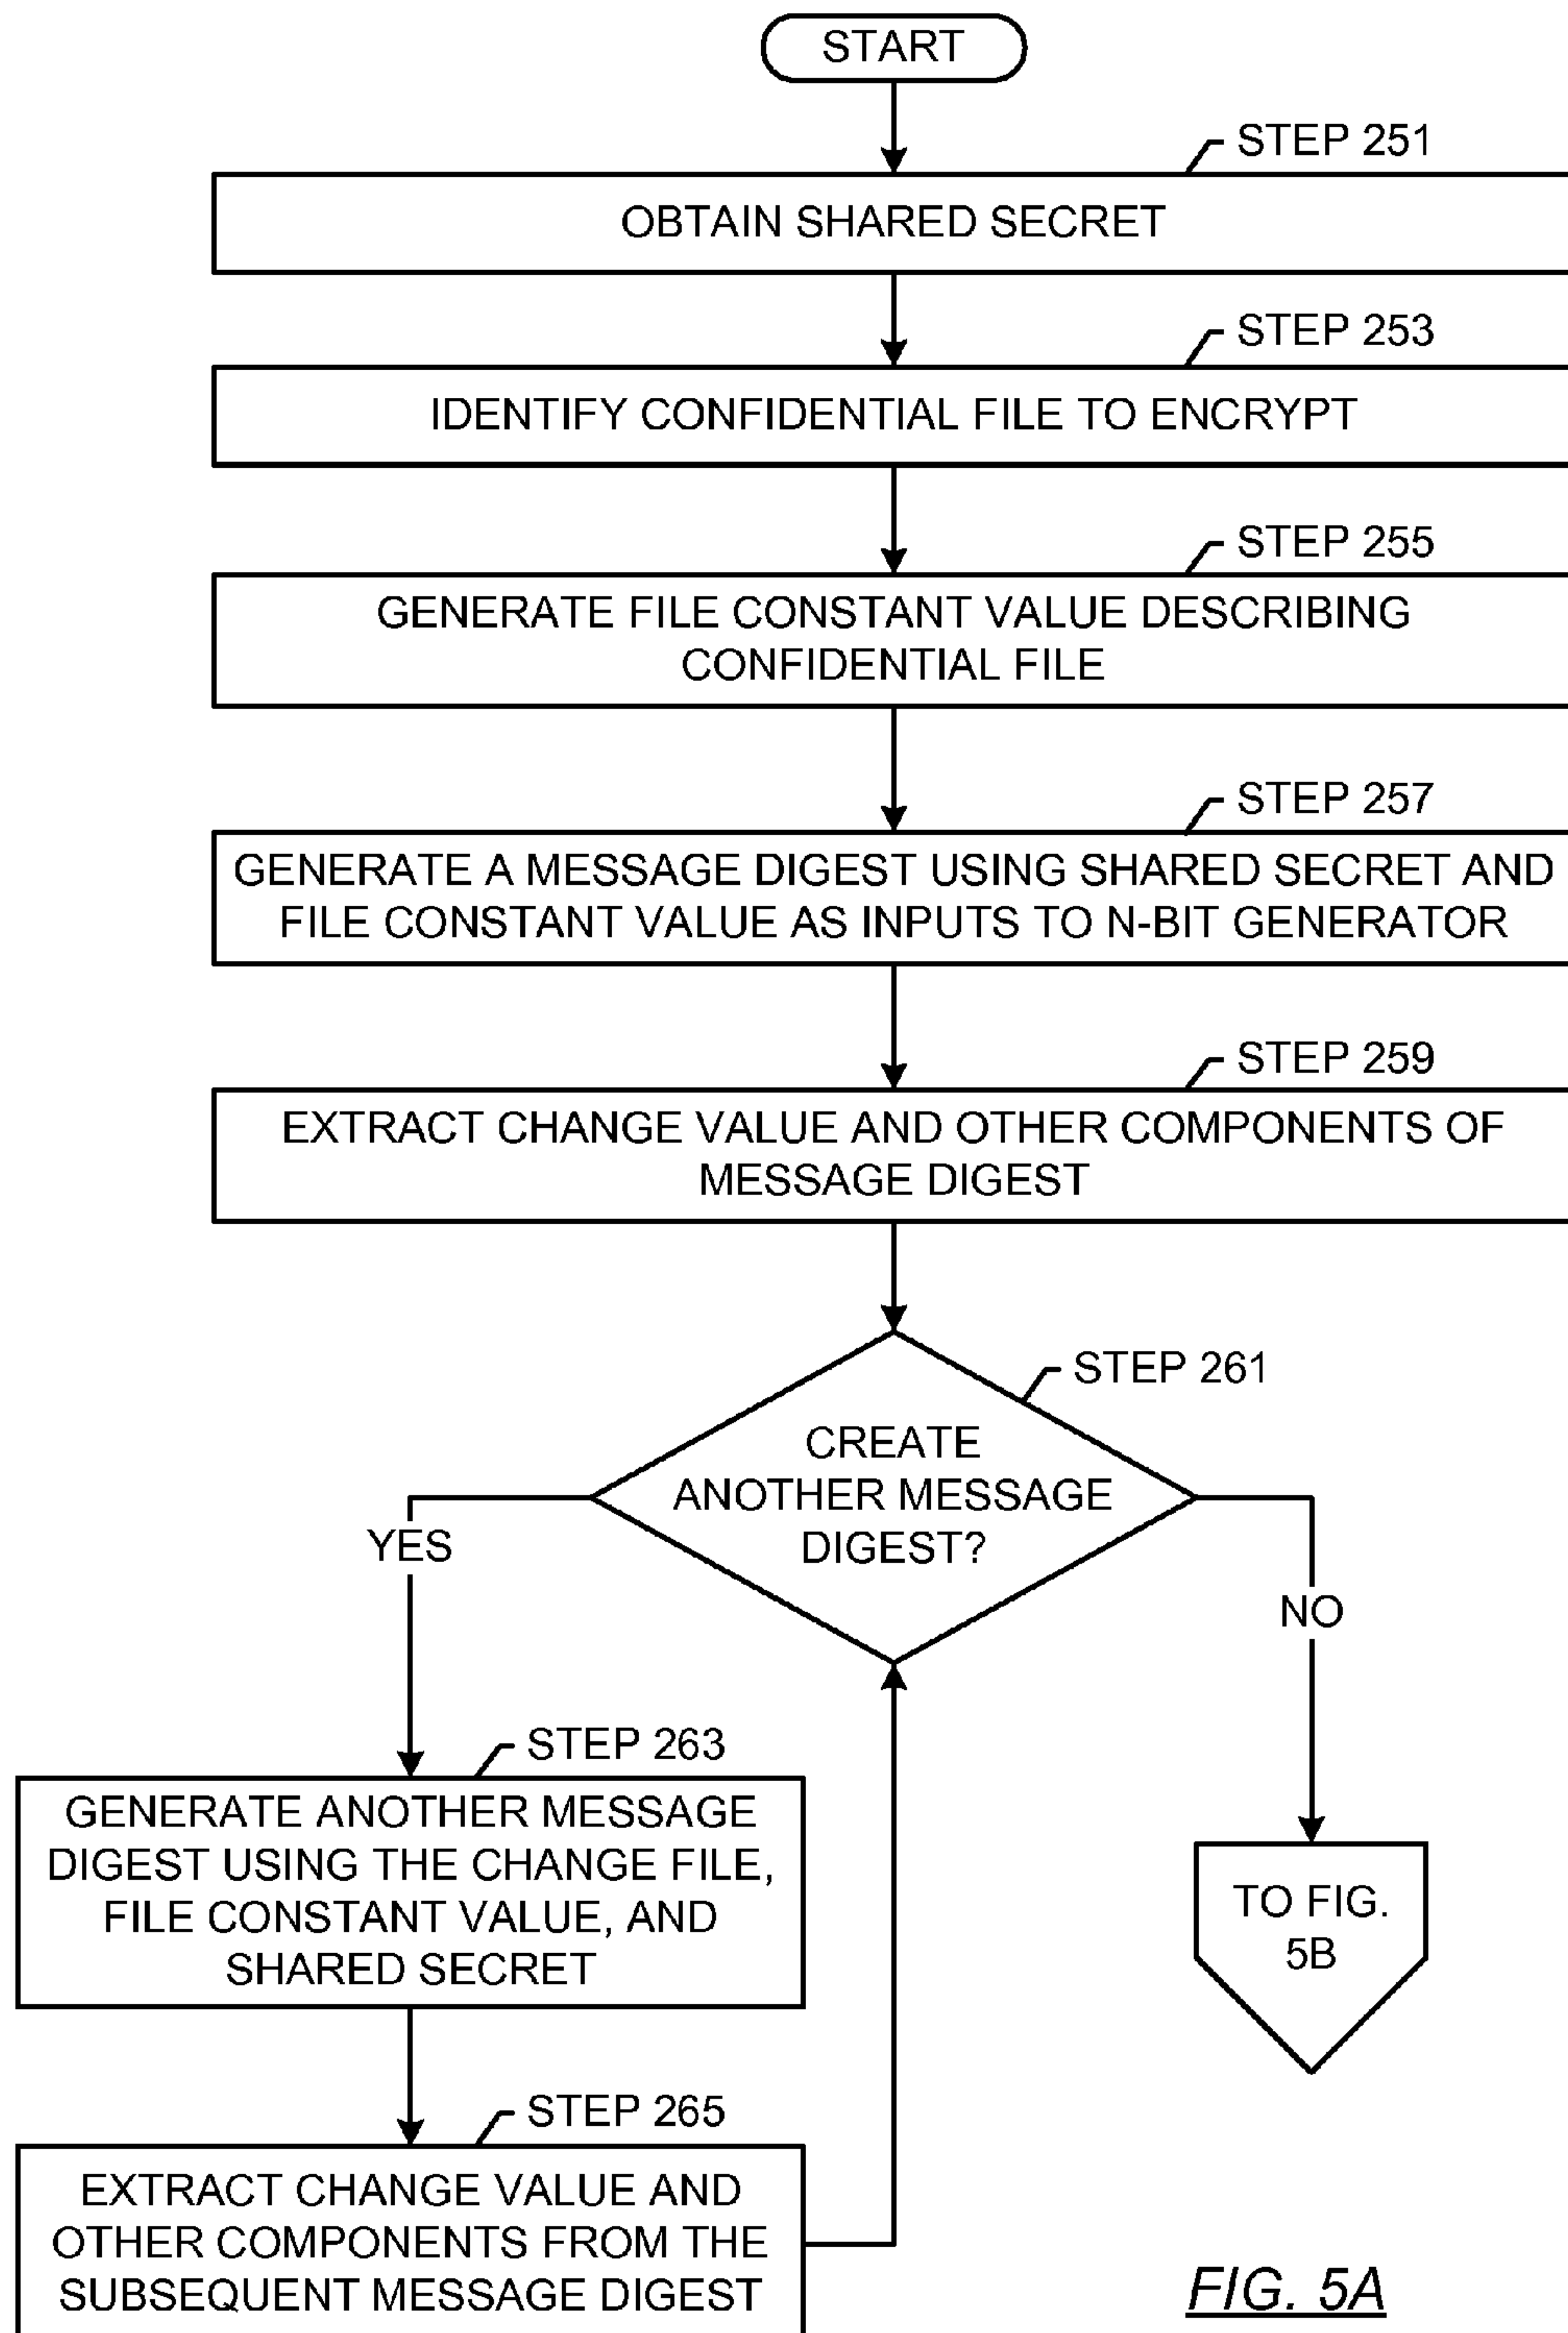 START
STEP 251
OBTAIN SHARED SECRET
STEP 253
IDENTIFY CONFIDENTIAL FILE TO ENCRYPT
STEP 255
GENERATE FILE CONSTANT VALUE DESCRIBING
CONFIDENTIAL FILE
STEP 257
GENERATE A MESSAGE DIGEST USING SHARED SECRET AND
FILE CONSTANT VALUE AS INPUTS TO N-BIT GENERATOR
STEP 259
EXTRACT CHANGE VALUE AND OTHER COMPONENTS OF
MESSAGE DIGEST
STEP 261
CREATE
ANOTHER MESSAGE
DIGEST?
YES
NO
STEP 263
GENERATE ANOTHER MESSAGE
DIGEST USING THE CHANGE FILE,
FILE CONSTANT VALUE, AND
SHARED SECRET
TO FIG.
5B
STEP 265
EXTRACT CHANGE VALUE AND
OTHER COMPONENTS FROM THE
SUBSEQUENT MESSAGE DIGEST
FIG. 5A